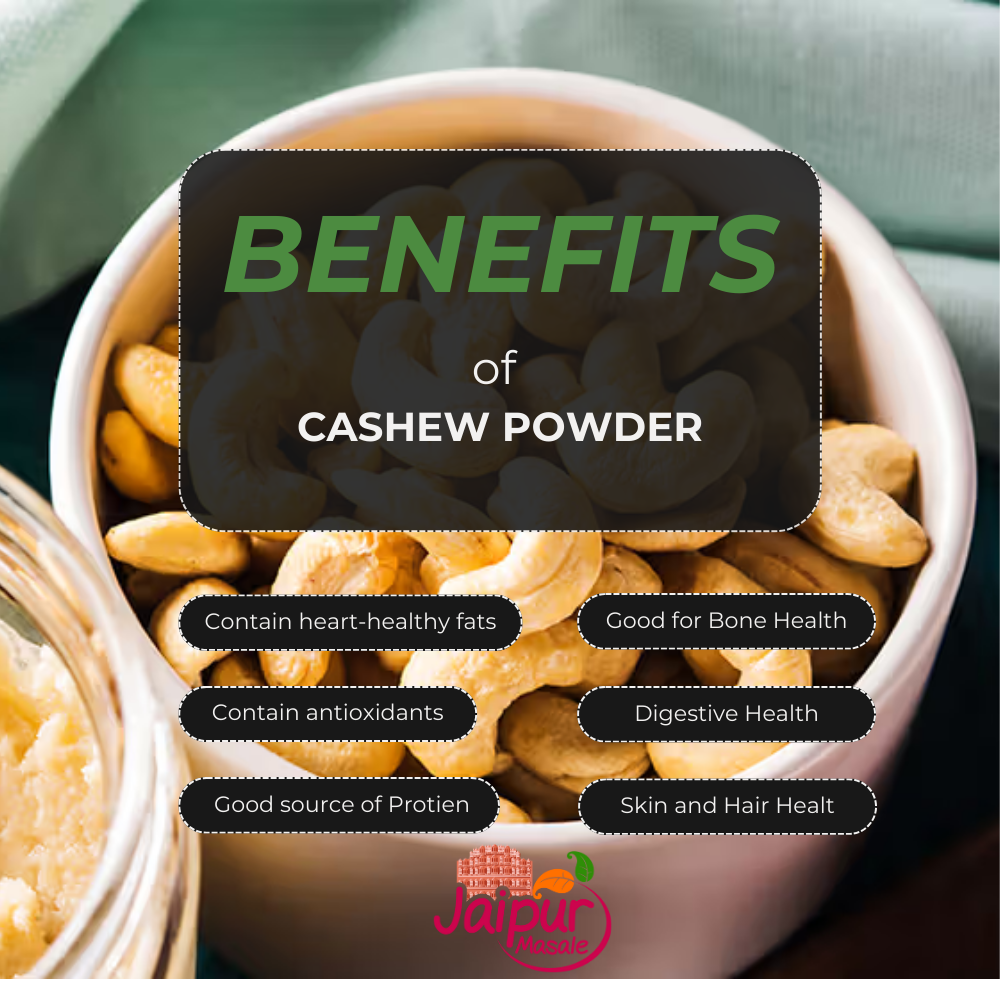 BENEFITS
of
CASHEW POWDER
Contain heart-healthy fats
Good for Bone Health
Contain antioxidants
Digestive Health
Good source of Protien
Skin and Hair Healt
Jaipur
Masale